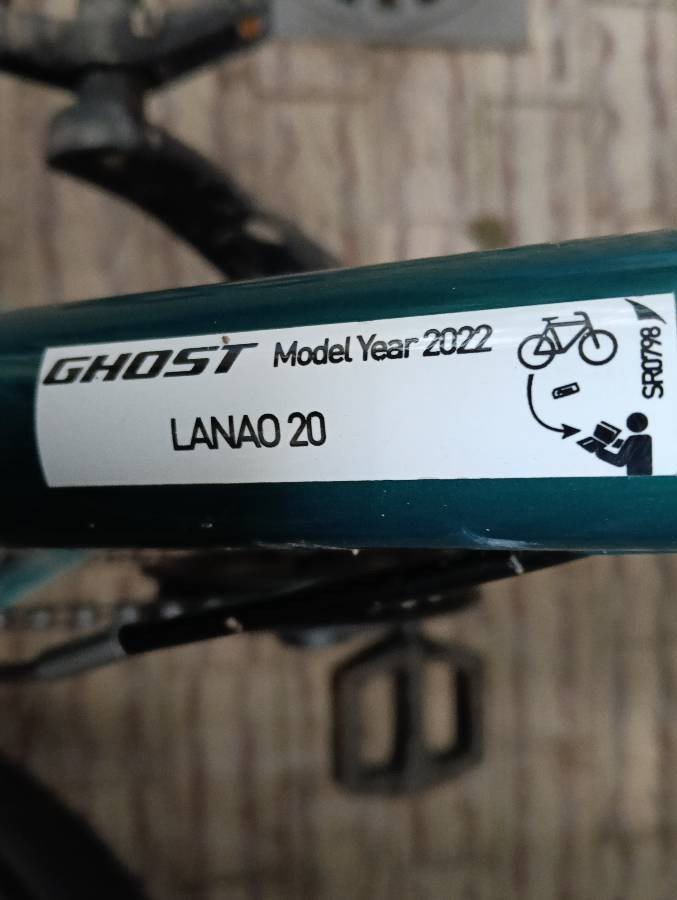 GHOST Model Year 2022
LANAO 20
SR0798